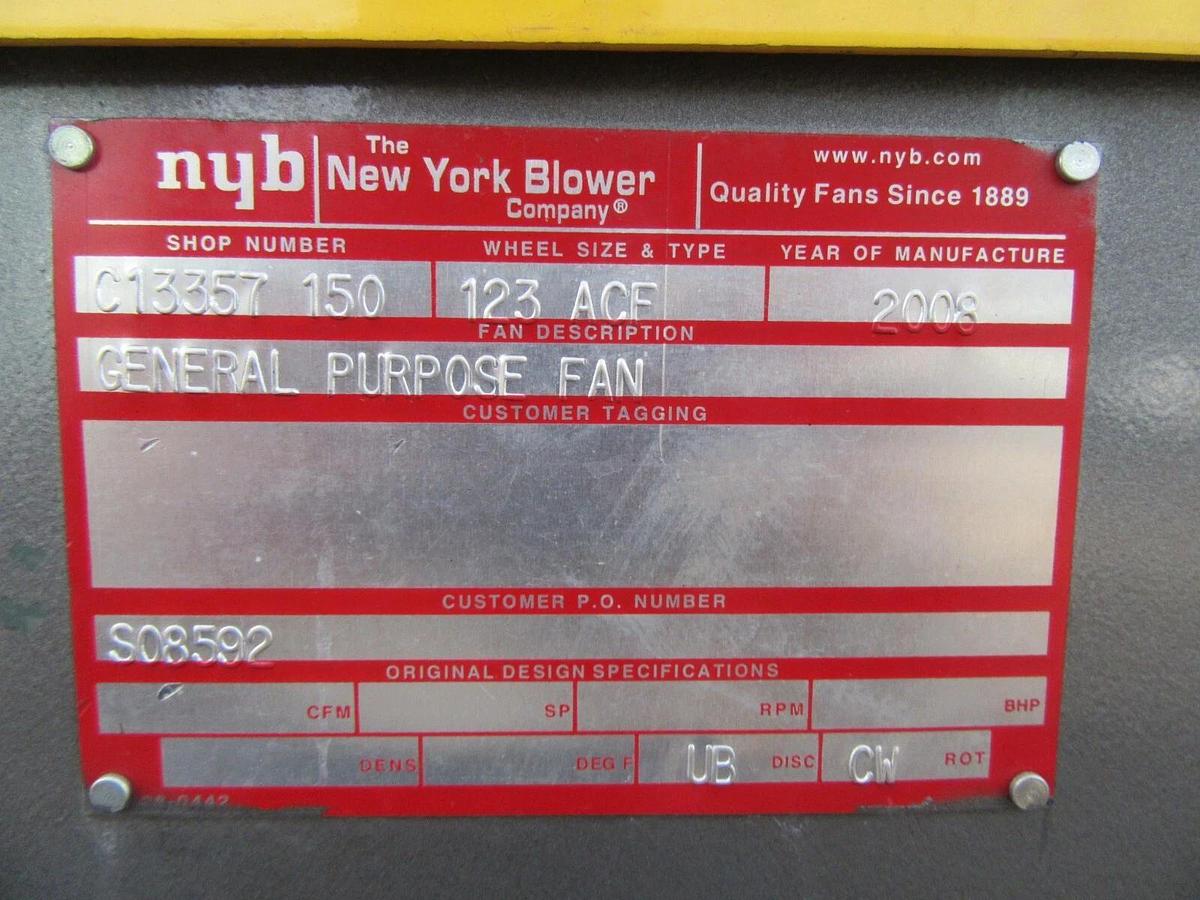 nyb The New York Blower Company® www.nyb.com
Quality Fans Since 1889
SHOP NUMBER WHEEL SIZE & TYPE YEAR OF MANUFACTURE
C13357 150 123 ACF 2008
FAN DESCRIPTION
GENERAL PURPOSE FAN
CUSTOMER TAGGING
CUSTOMER P.O. NUMBER
S08592
ORIGINAL DESIGN SPECIFICATIONS
CFM SP RPM BHP
DENS DEG F UB DISC CW ROT